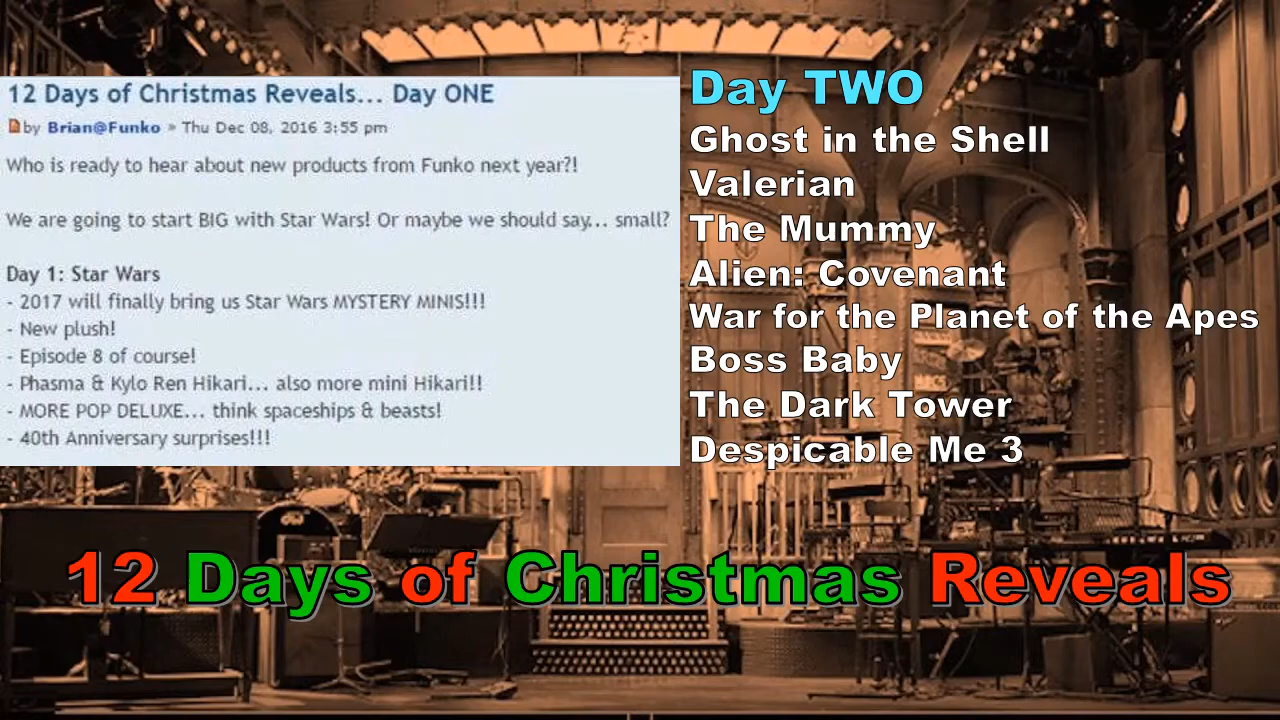 12 Days of Christmas Reveals... Day ONE
by Brian@Funko » Thu Dec 08, 2016 3:55 pm
Who is ready to hear about new products from Funko next year?!
We are going to start BIG with Star Wars! Or maybe we should say... small?
Day 1: Star Wars
- 2017 will finally bring us Star Wars MYSTERY MINIS!!!
- New plush!
- Episode 8 of course!
- Phasma & Kylo Ren Hikari... also more mini Hikari!!
- MORE POP DELUXE... think spaceships & beasts!
- 40th Anniversary surprises!!!
Day TWO
Ghost in the Shell
Valerian
The Mummy
Alien: Covenant
War for the Planet of the Apes
Boss Baby
The Dark Tower
Despicable Me 3
12 Days of Christmas Reveals